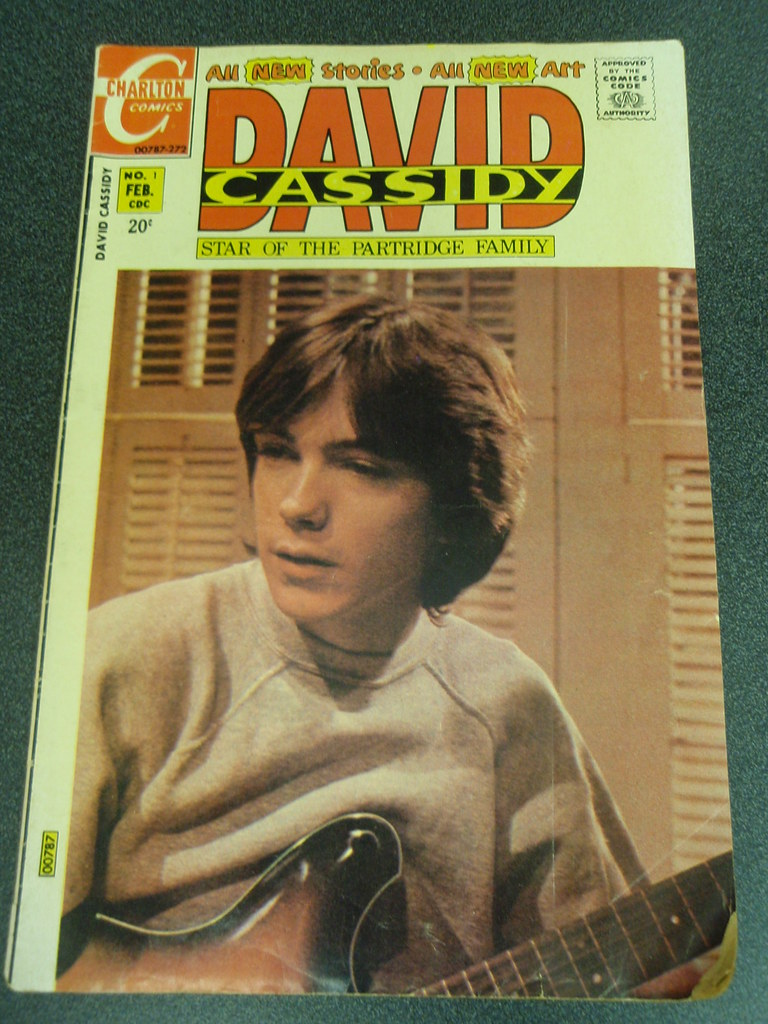 All NEW Stories • All NEW Art
CHARLTON
COMICS
00787-272
APPROVED
BY THE
COMICS
CODE
CA
AUTHORITY
DAVID
CASSIDY
NO. 1
FEB.
CDC
20¢
STAR OF THE PARTRIDGE FAMILY
DAVID CASSIDY
00787